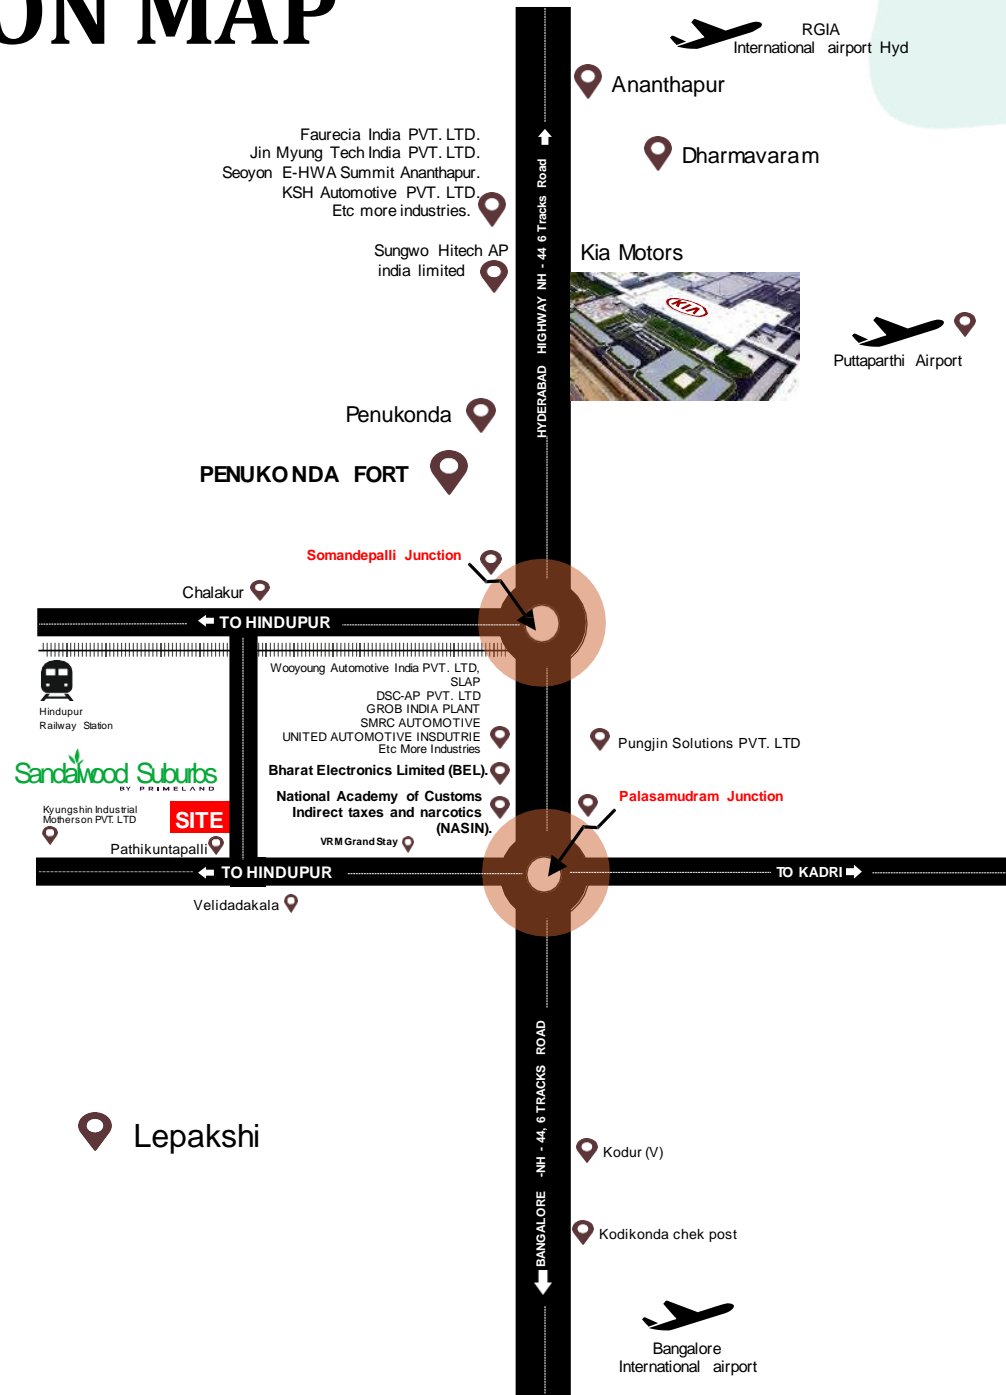 ON MAP
RGIA
International airport Hyd
Ananthapur
Dharmavaram
Faurecia India PVT. LTD.
Jin Myung Tech India PVT. LTD.
Seoyon E-HWA Summit Ananthapur.
KSH Automotive PVT. LTD.
Etc more industries.
Sungwo Hitech AP
india limited
HYDERABAD HIGHWAY NH - 44 6 Tracks Road
Kia Motors
KIA
Puttaparthi Airport
Penukonda
PENUKONDA FORT
Somandepalli Junction
Chalakur
TO HINDUPUR
Hindupur
Railway Station
Wooyoung Automotive India PVT. LTD,
SLAP
DSC-AP PVT. LTD
GROB INDIA PLANT
SMRC AUTOMOTIVE
UNITED AUTOMOTIVE INSDUTRIE
Etc More Industries
Bharat Electronics Limited (BEL).
National Academy of Customs
Indirect taxes and narcotics
(NASIN).
VRM Grand Stay
Pungjin Solutions PVT. LTD
Palasamudram Junction
Sandalwood Suburbs
BY PRIMELAND
Kyungshin Industrial
Motherson PVT. LTD
SITE
Pathikuntapalli
TO HINDUPUR
TO KADRI
Velidadakala
BANGALORE -NH - 44, 6 TRACKS ROAD
Lepakshi
Kodur (V)
Kodikonda chek post
Bangalore
International airport